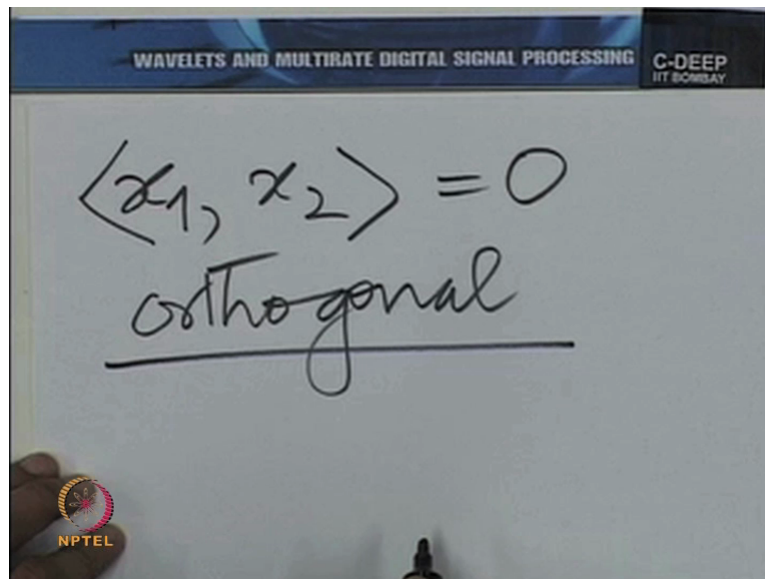 WAVELETS AND MULTIRATE DIGITAL SIGNAL PROCESSING
C-DEEP
IIT BOMBAY
⟨x₁, x₂⟩ = 0
orthogonal
NPTEL